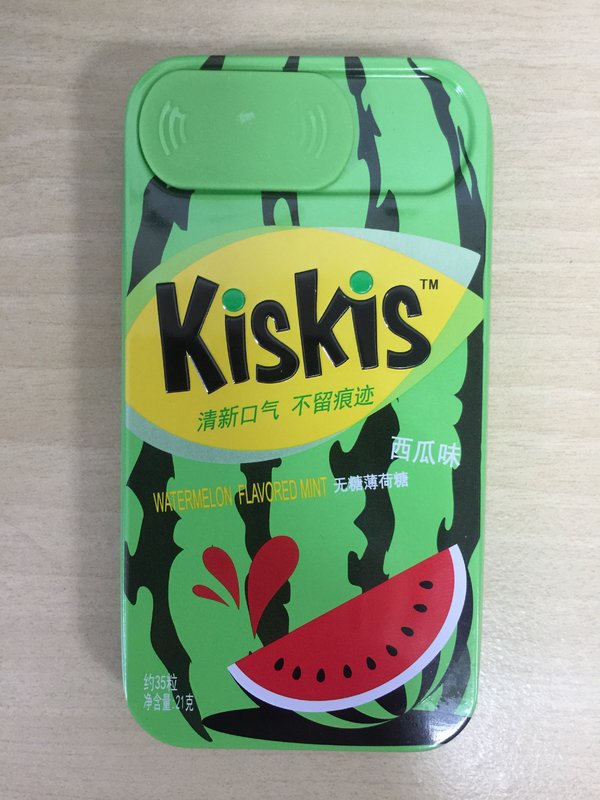 Kiskis™
清新口气 不留痕迹
西瓜味
WATERMELON FLAVORED MINT 无糖薄荷糖
约35粒
净含量:21克